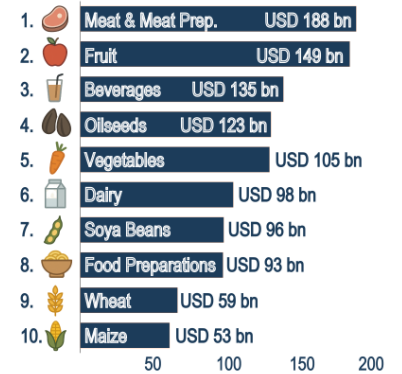 1. Meat & Meat Prep. USD 188 bn
2. Fruit USD 149 bn
3. Beverages USD 135 bn
4. Oilseeds USD 123 bn
5. Vegetables USD 105 bn
6. Dairy USD 98 bn
7. Soya Beans USD 96 bn
8. Food Preparations USD 93 bn
9. Wheat USD 59 bn
10. Maize USD 53 bn
50 100 150 200